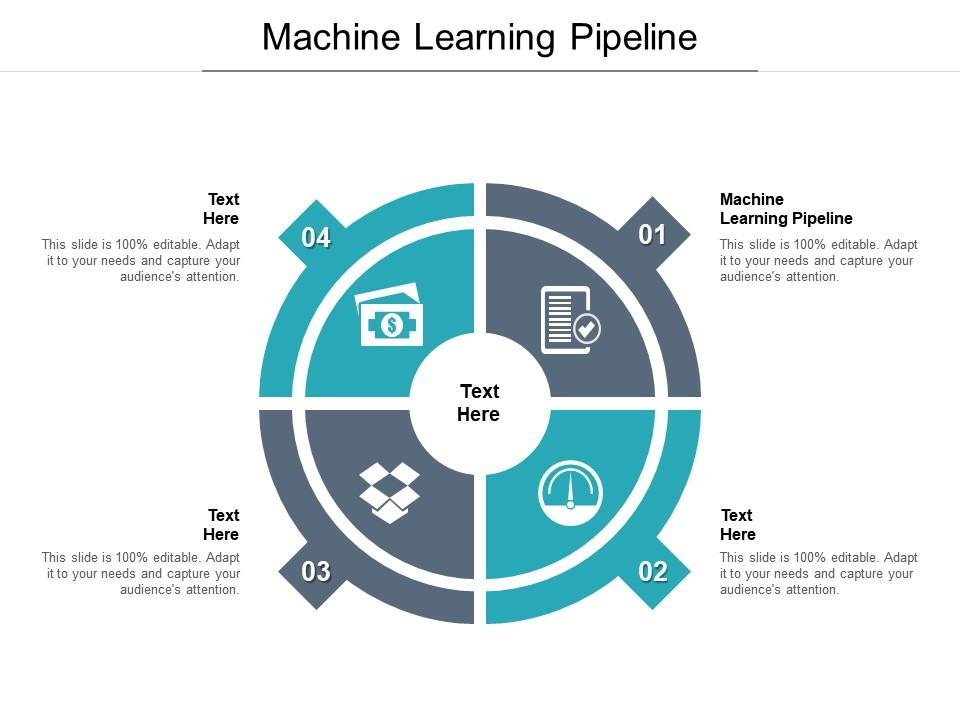 Machine Learning Pipeline
Text
Here
This slide is 100% editable. Adapt
it to your needs and capture your
audience's attention.
04
01
Machine
Learning Pipeline
This slide is 100% editable. Adapt
it to your needs and capture your
audience's attention.
$
Text
Here
Text
Here
This slide is 100% editable. Adapt
it to your needs and capture your
audience's attention.
03
02
Text
Here
This slide is 100% editable. Adapt
it to your needs and capture your
audience's attention.